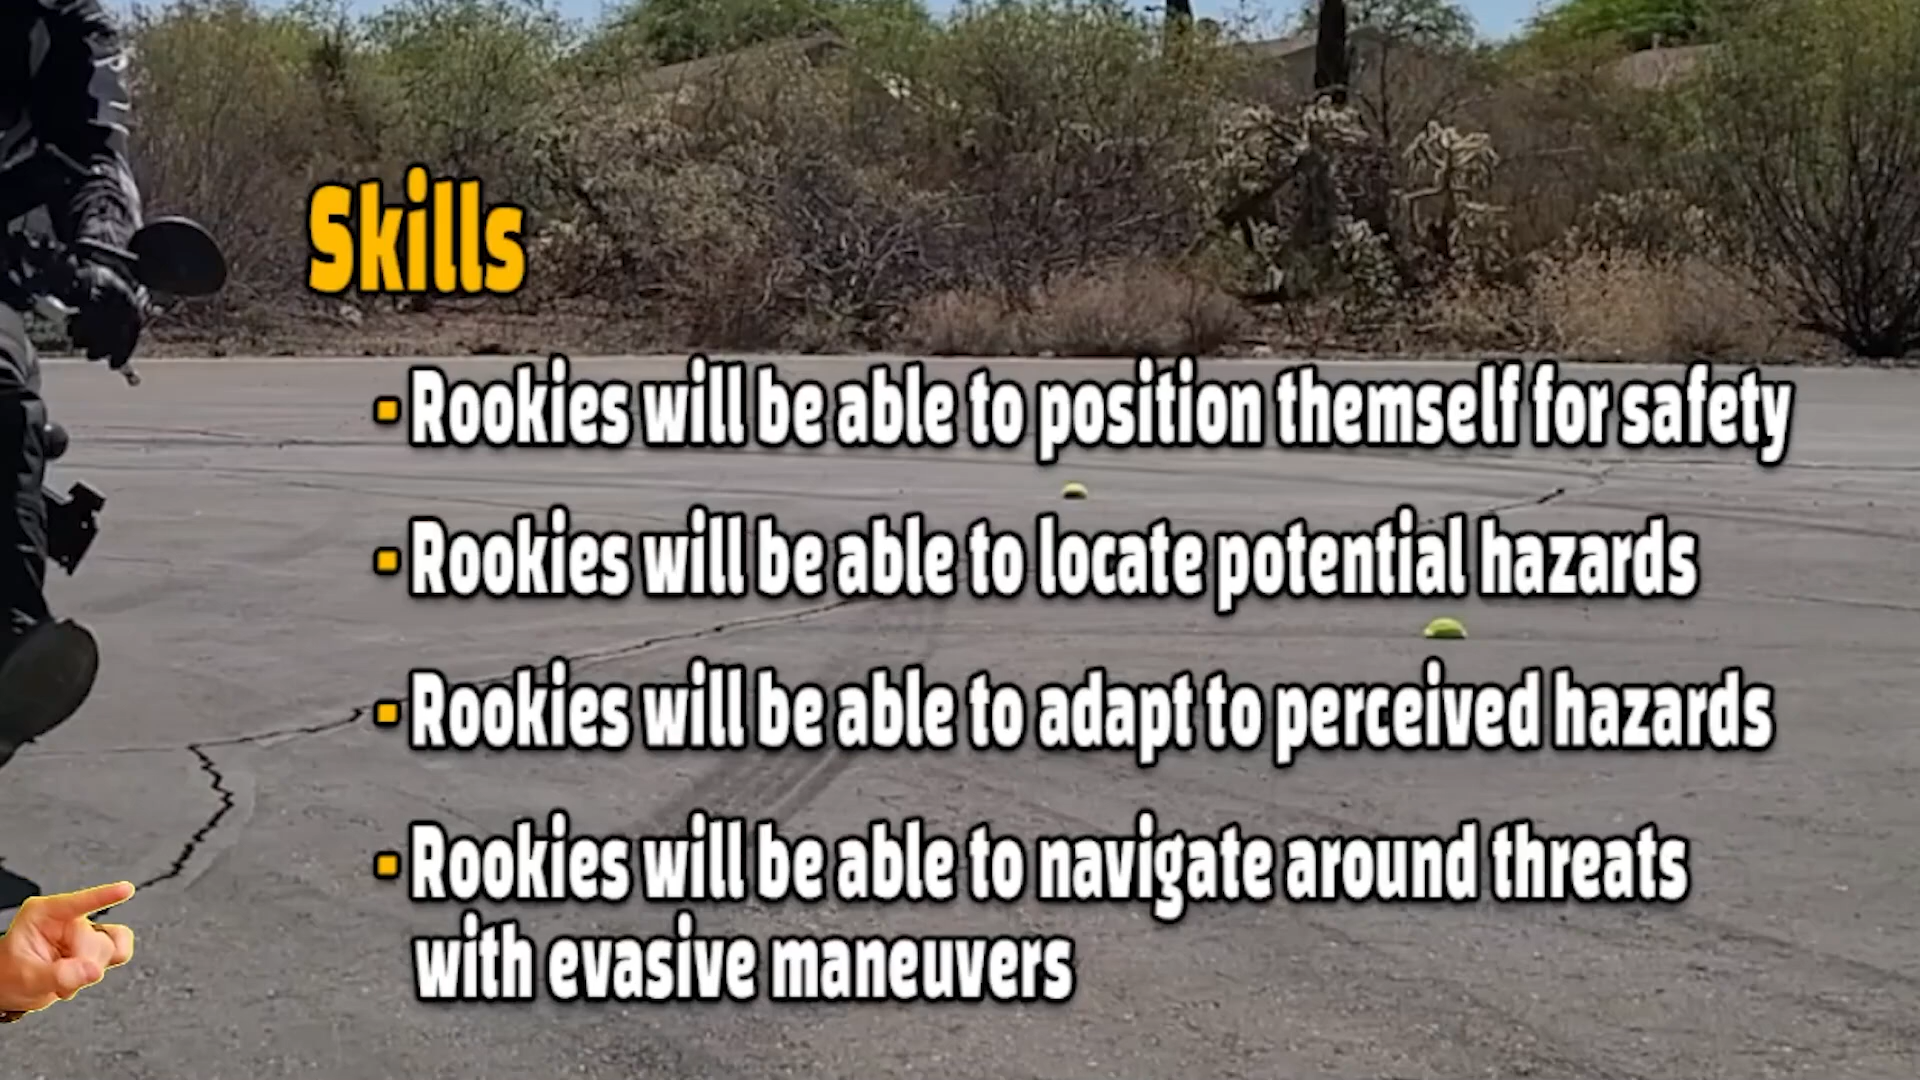 Skills
▪ Rookies will be able to position themself for safety
▪ Rookies will be able to locate potential hazards
▪ Rookies will be able to adapt to perceived hazards
▪ Rookies will be able to navigate around threats
with evasive maneuvers